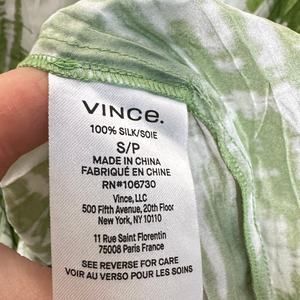 VINCE.
100% SILK/SOIE
S/P
MADE IN CHINA
FABRIQUÉ EN CHINE
RN#106730
Vince, LLC
500 Fifth Avenue, 20th Floor
New York, NY 10110
11 Rue Saint Florentin
75008 Paris France
SEE REVERSE FOR CARE
VOIR AU VERSO POUR LES SOINS